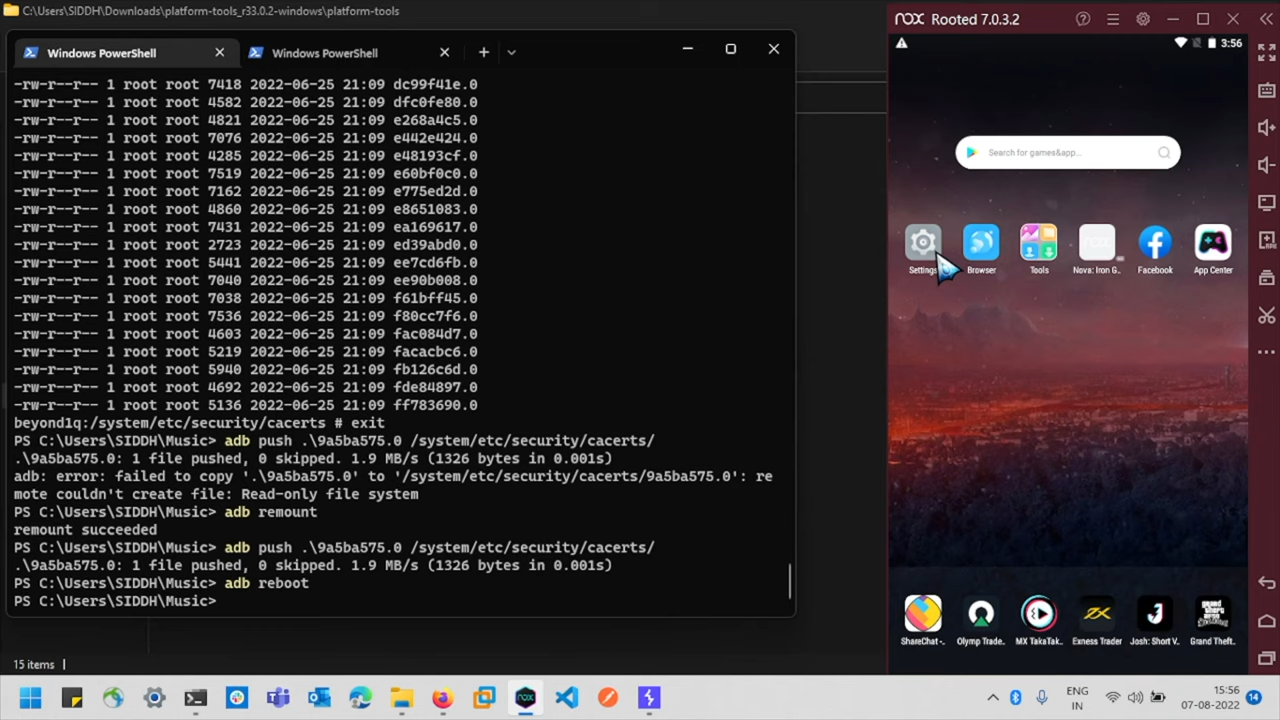 C:\Users\SIDDH\Downloads\platform-tools_r33.0.2-windows\platform-tools
Windows PowerShell
Windows PowerShell
-rw-r--r-- 1 root root 7418 2022-06-25 21:09 dc99f41e.0
-rw-r--r-- 1 root root 4582 2022-06-25 21:09 dfc0fe80.0
-rw-r--r-- 1 root root 4821 2022-06-25 21:09 e268a4c5.0
-rw-r--r-- 1 root root 7076 2022-06-25 21:09 e442e424.0
-rw-r--r-- 1 root root 4285 2022-06-25 21:09 e48193cf.0
-rw-r--r-- 1 root root 7519 2022-06-25 21:09 e60bf0c0.0
-rw-r--r-- 1 root root 7162 2022-06-25 21:09 e775ed2d.0
-rw-r--r-- 1 root root 4860 2022-06-25 21:09 e8651083.0
-rw-r--r-- 1 root root 7431 2022-06-25 21:09 ea169617.0
-rw-r--r-- 1 root root 2723 2022-06-25 21:09 ed39abd0.0
-rw-r--r-- 1 root root 5441 2022-06-25 21:09 ee7cd6fb.0
-rw-r--r-- 1 root root 7040 2022-06-25 21:09 ee90b008.0
-rw-r--r-- 1 root root 7038 2022-06-25 21:09 f61bff45.0
-rw-r--r-- 1 root root 7536 2022-06-25 21:09 f80cc7f6.0
-rw-r--r-- 1 root root 4603 2022-06-25 21:09 fac084d7.0
-rw-r--r-- 1 root root 5219 2022-06-25 21:09 facacbc6.0
-rw-r--r-- 1 root root 5940 2022-06-25 21:09 fb126c6d.0
-rw-r--r-- 1 root root 4692 2022-06-25 21:09 fde84897.0
-rw-r--r-- 1 root root 5136 2022-06-25 21:09 ff783690.0
beyond1q:/system/etc/security/cacerts # exit
PS C:\Users\SIDDH\Music> adb push .\9a5ba575.0 /system/etc/security/cacerts/
.\9a5ba575.0: 1 file pushed, 0 skipped. 1.9 MB/s (1326 bytes in 0.001s)
adb: error: failed to copy '.\9a5ba575.0' to '/system/etc/security/cacerts/9a5ba575.0': re
mote couldn't create file: Read-only file system
PS C:\Users\SIDDH\Music> adb remount
remount succeeded
PS C:\Users\SIDDH\Music> adb push .\9a5ba575.0 /system/etc/security/cacerts/
.\9a5ba575.0: 1 file pushed, 0 skipped. 1.9 MB/s (1326 bytes in 0.001s)
PS C:\Users\SIDDH\Music> adb reboot
PS C:\Users\SIDDH\Music>
15 items
nox Rooted 7.0.3.2
3:56
Search for games&app...
Settings Browser Tools Nova: Iron G.. Facebook App Center
ShareChat -.. Olymp Trade.. MX TakaTak.. Exness Trader Josh: Short V.. Grand Theft..
ENG
IN
15:56
07-08-2022
14